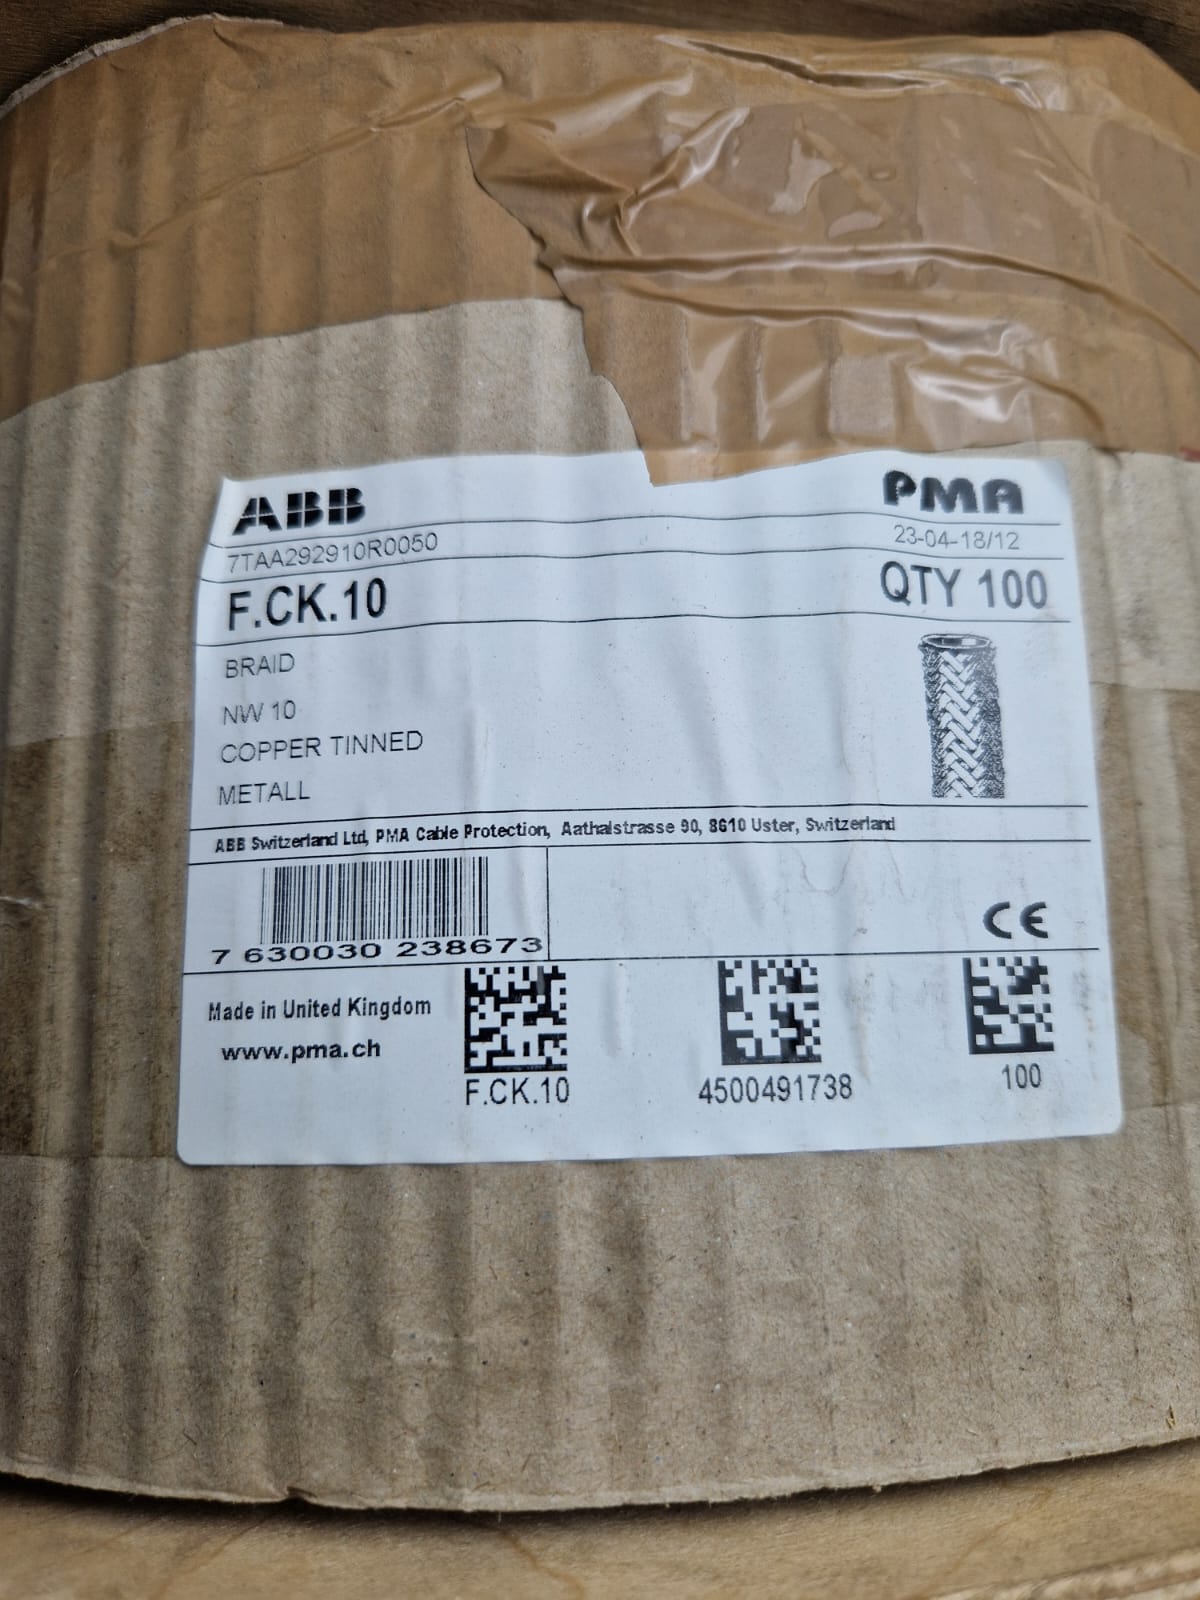 ABB PMA
7TAA292910R0050 23-04-18/12
F.CK.10 QTY 100
BRAID
NW 10
COPPER TINNED
METALL
ABB Switzerland Ltd, PMA Cable Protection, Aathalstrasse 90, 8610 Uster, Switzerland
CE
7 630030 238673
Made in United Kingdom
www.pma.ch
F.CK.10 4500491738 100